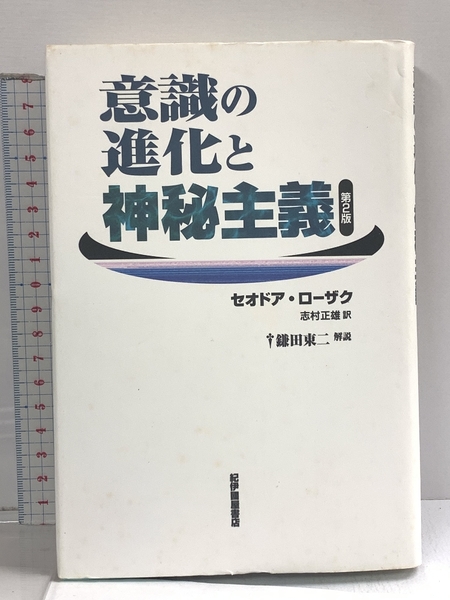 意識の
進化と
神秘主義
第2版
セオドア・ローザク
志村正雄 訳
†鎌田東二 解説
紀伊國屋書店